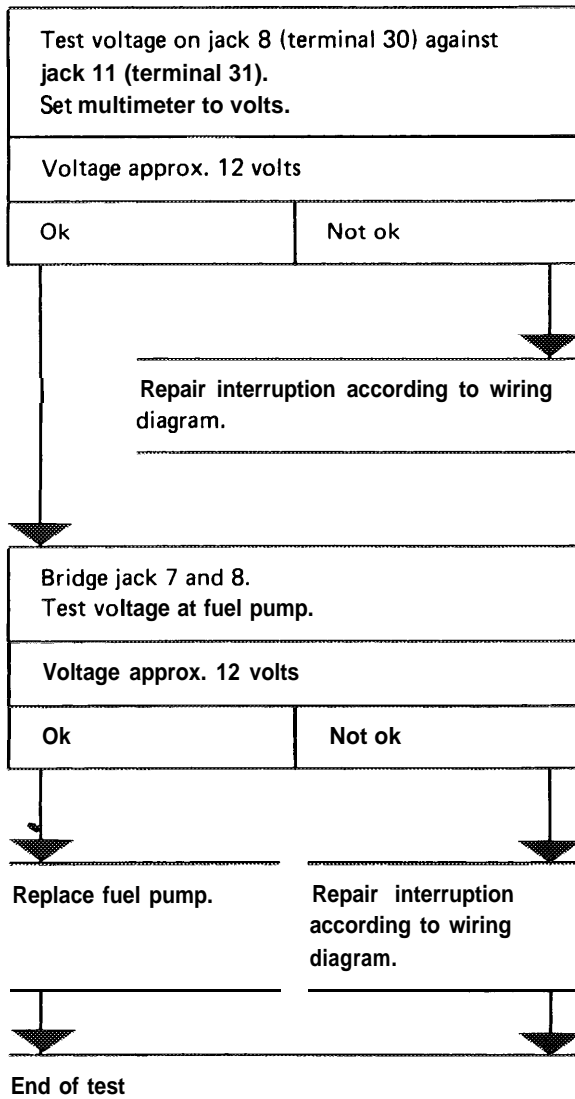 Test voltage on jack 8 (terminal 30) against
jack 11 (terminal 31).
Set multimeter to volts.
Voltage approx. 12 volts
Ok
Not ok
Repair interruption according to wiring
diagram.
Bridge jack 7 and 8.
Test voltage at fuel pump.
Voltage approx. 12 volts
Ok
Not ok
Replace fuel pump.
Repair interruption
according to wiring
diagram.
End of test